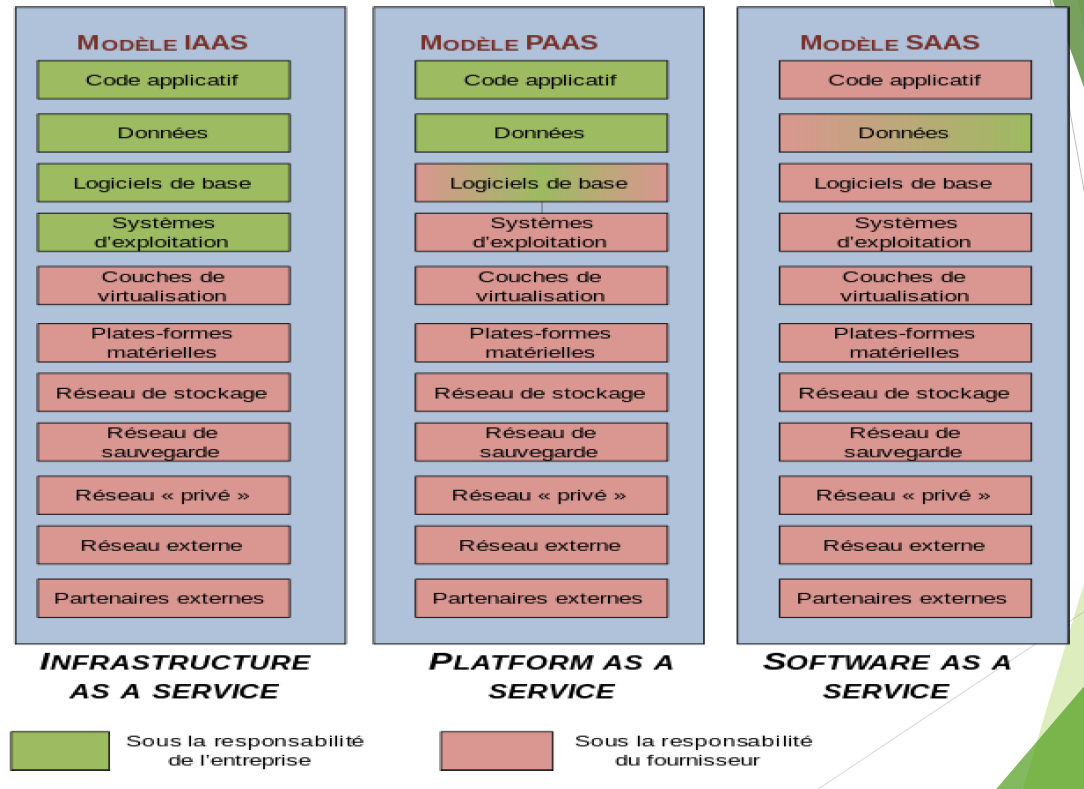 MODÈLE IAAS
Code applicatif
Données
Logiciels de base
Systèmes
d'exploitation
Couches de
virtualisation
Plates-formes
matérielles
Réseau de stockage
Réseau de
sauvegarde
Réseau « privé »
Réseau externe
Partenaires externes
INFRASTRUCTURE
AS A SERVICE
MODÈLE PAAS
Code applicatif
Données
Logiciels de base
Systèmes
d'exploitation
Couches de
virtualisation
Plates-formes
matérielles
Réseau de stockage
Réseau de
sauvegarde
Réseau « privé »
Réseau externe
Partenaires externes
PLATFORM AS A
SERVICE
MODÈLE SAAS
Code applicatif
Données
Logiciels de base
Systèmes
d'exploitation
Couches de
virtualisation
Plates-formes
matérielles
Réseau de stockage
Réseau de
sauvegarde
Réseau « privé »
Réseau externe
Partenaires externes
SOFTWARE AS A
SERVICE
Sous la responsabilité
de l'entreprise
Sous la responsabilité
du fournisseur